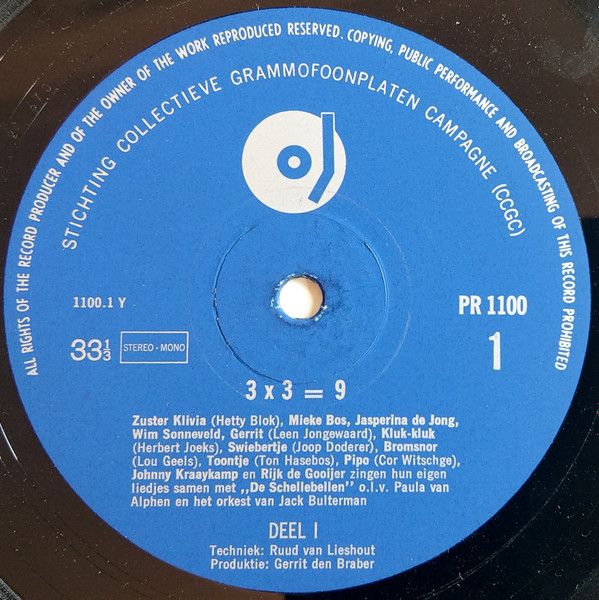 ALL RIGHTS OF THE RECORD PRODUCER AND OF THE OWNER OF THE WORK REPRODUCED RESERVED. COPYING, PUBLIC PERFORMANCE AND BROADCASTING OF THIS RECORD PROHIBITED
STICHTING COLLECTIEVE GRAMMOFOONPLATEN CAMPAGNE (CCGC)
1100.1 Y
PR 1100
33⅓
STEREO - MONO
1
3 x 3 = 9
Zuster Klivia (Hetty Blok), Mieke Bos, Jasperina de Jong,
Wim Sonneveld, Gerrit (Leen Jongewaard), Kluk-kluk
(Herbert Joeks), Swiebertje (Joop Doderer), Bromsnor
(Lou Geels), Toontje (Ton Hasebos), Pipo (Cor Witschge),
Johnny Kraaykamp en Rijk de Gooijer zingen hun eigen
liedjes samen met ,,De Schellebellen'' o.l.v. Paula van
Alphen en het orkest van Jack Bulterman
DEEL I
Techniek: Ruud van Lieshout
Produktie: Gerrit den Braber